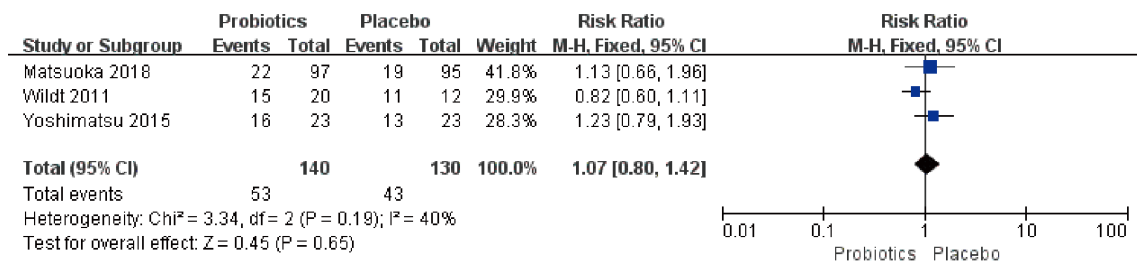 Probiotics Placebo Risk Ratio Risk Ratio
Study or Subgroup Events Total Events Total Weight M-H, Fixed, 95% CI M-H, Fixed, 95% CI
Matsuoka 2018 22 97 19 95 41.8% 1.13 [0.66, 1.96]
Wildt 2011 15 20 11 12 29.9% 0.82 [0.60, 1.11]
Yoshimatsu 2015 16 23 13 23 28.3% 1.23 [0.79, 1.93]
Total (95% CI) 140 130 100.0% 1.07 [0.80, 1.42]
Total events 53 43
Heterogeneity: Chi² = 3.34, df = 2 (P = 0.19); I² = 40%
Test for overall effect: Z = 0.45 (P = 0.65)
0.01 0.1 1 10 100
Probiotics Placebo